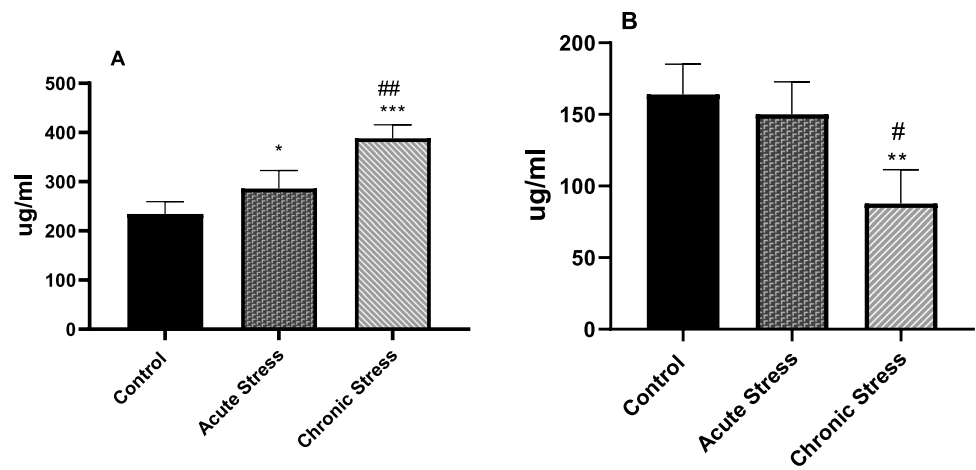 A
500
400
300
200
100
0
ug/ml
##
***
*
Control
Acute Stress
Chronic Stress
B
200
150
100
50
0
ug/ml
#
**
Control
Acute Stress
Chronic Stress